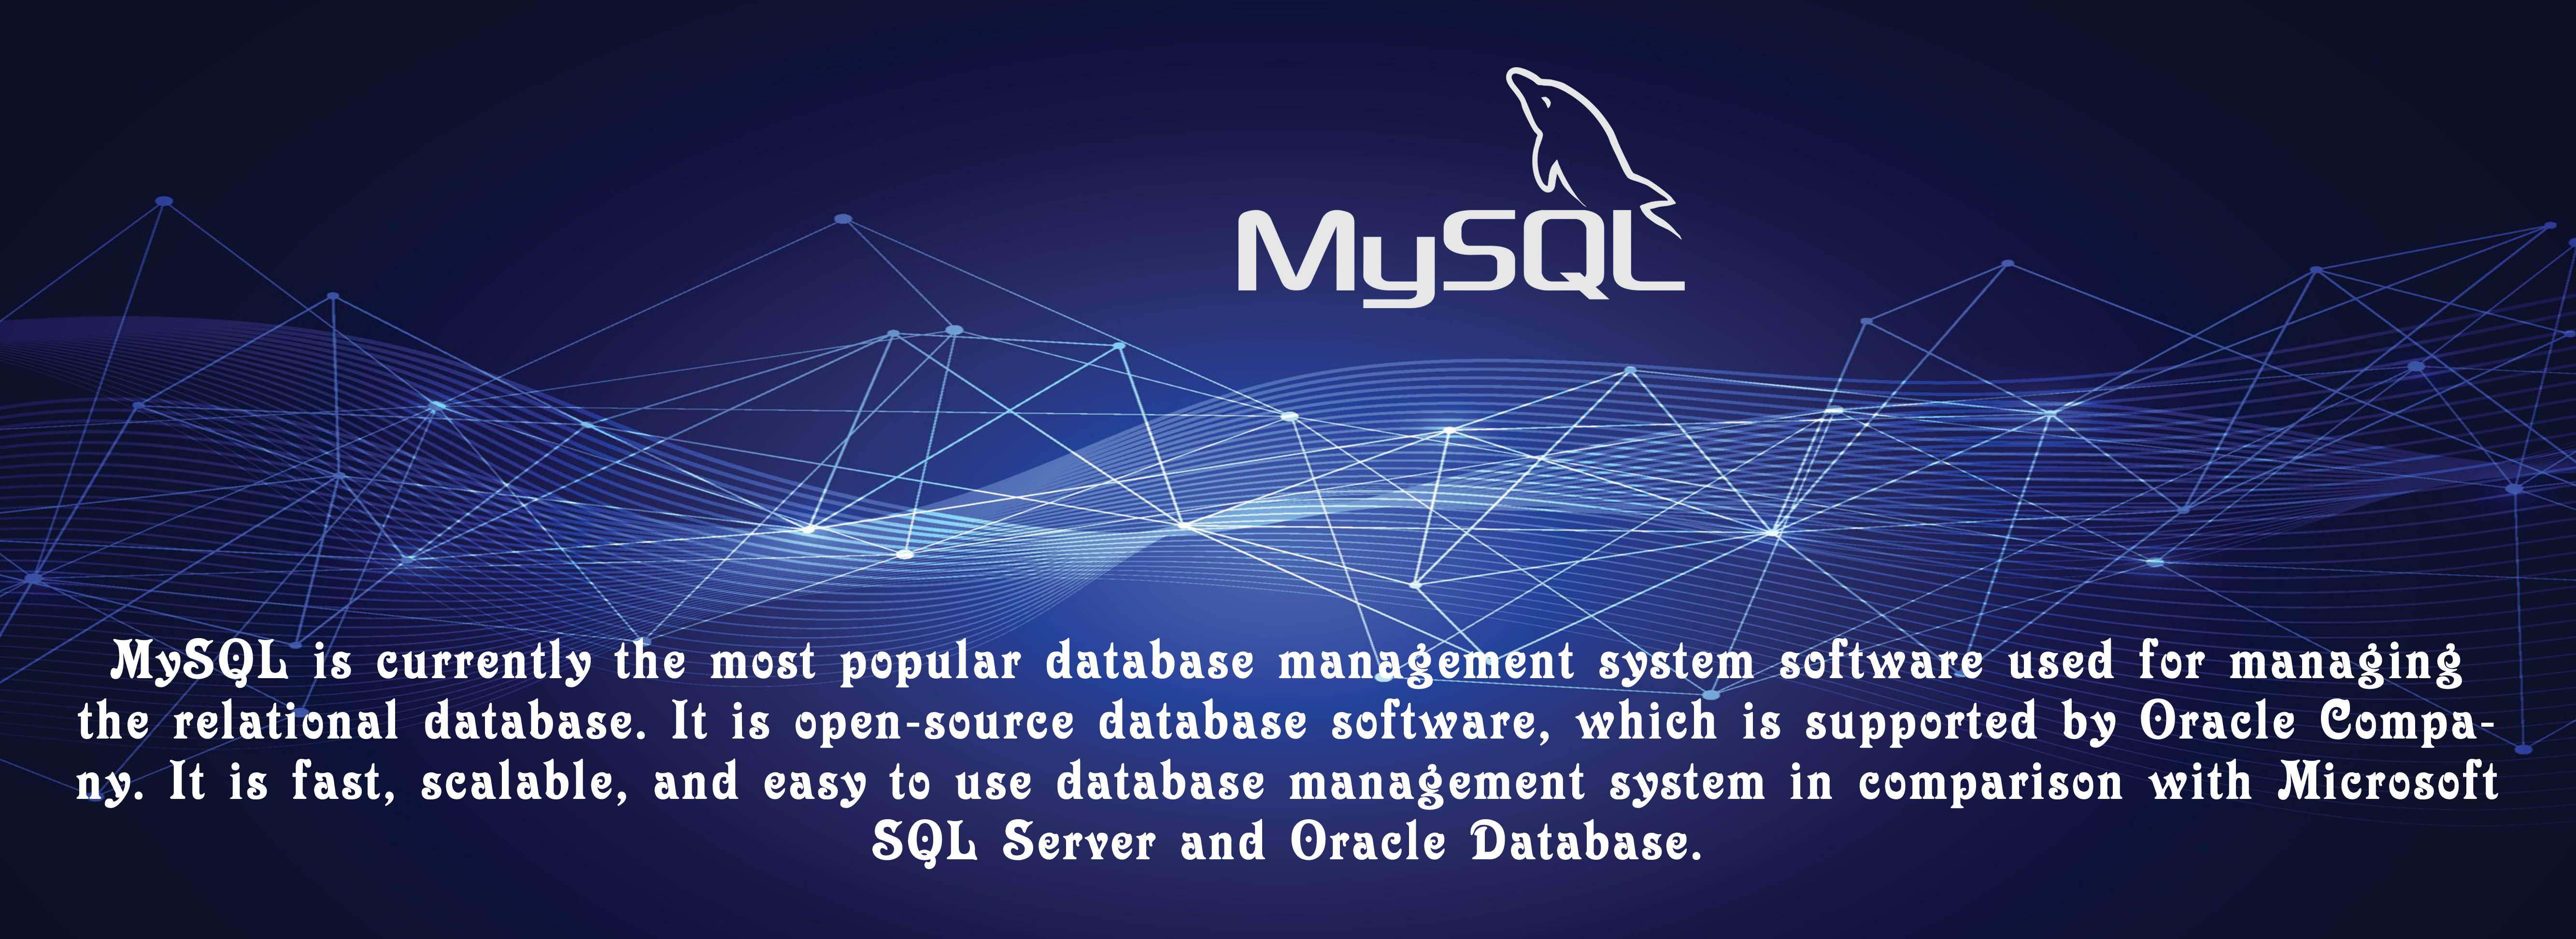 MySQL
MySQL is currently the most popular database management system software used for managing
the relational database. It is open-source database software, which is supported by Oracle Compa-
ny. It is fast, scalable, and easy to use database management system in comparison with Microsoft
SQL Server and Oracle Database.